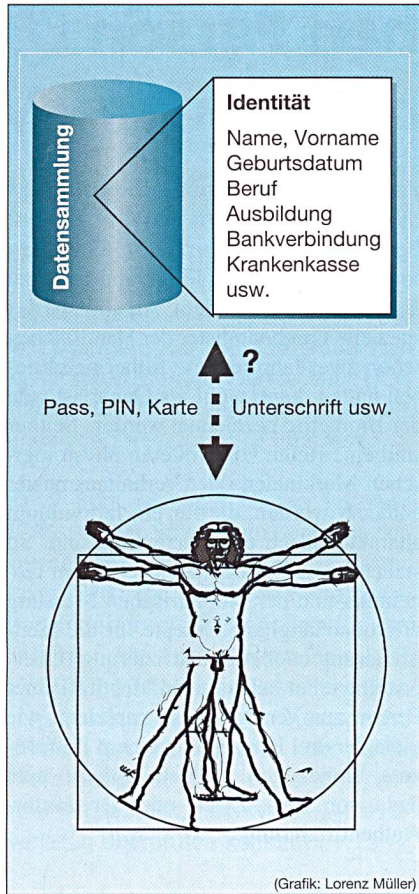 Datensammlung
Identität
Name, Vorname
Geburtsdatum
Beruf
Ausbildung
Bankverbindung
Krankenkasse
usw.
?
Pass, PIN, Karte Unterschrift usw.
(Grafik: Lorenz Müller)